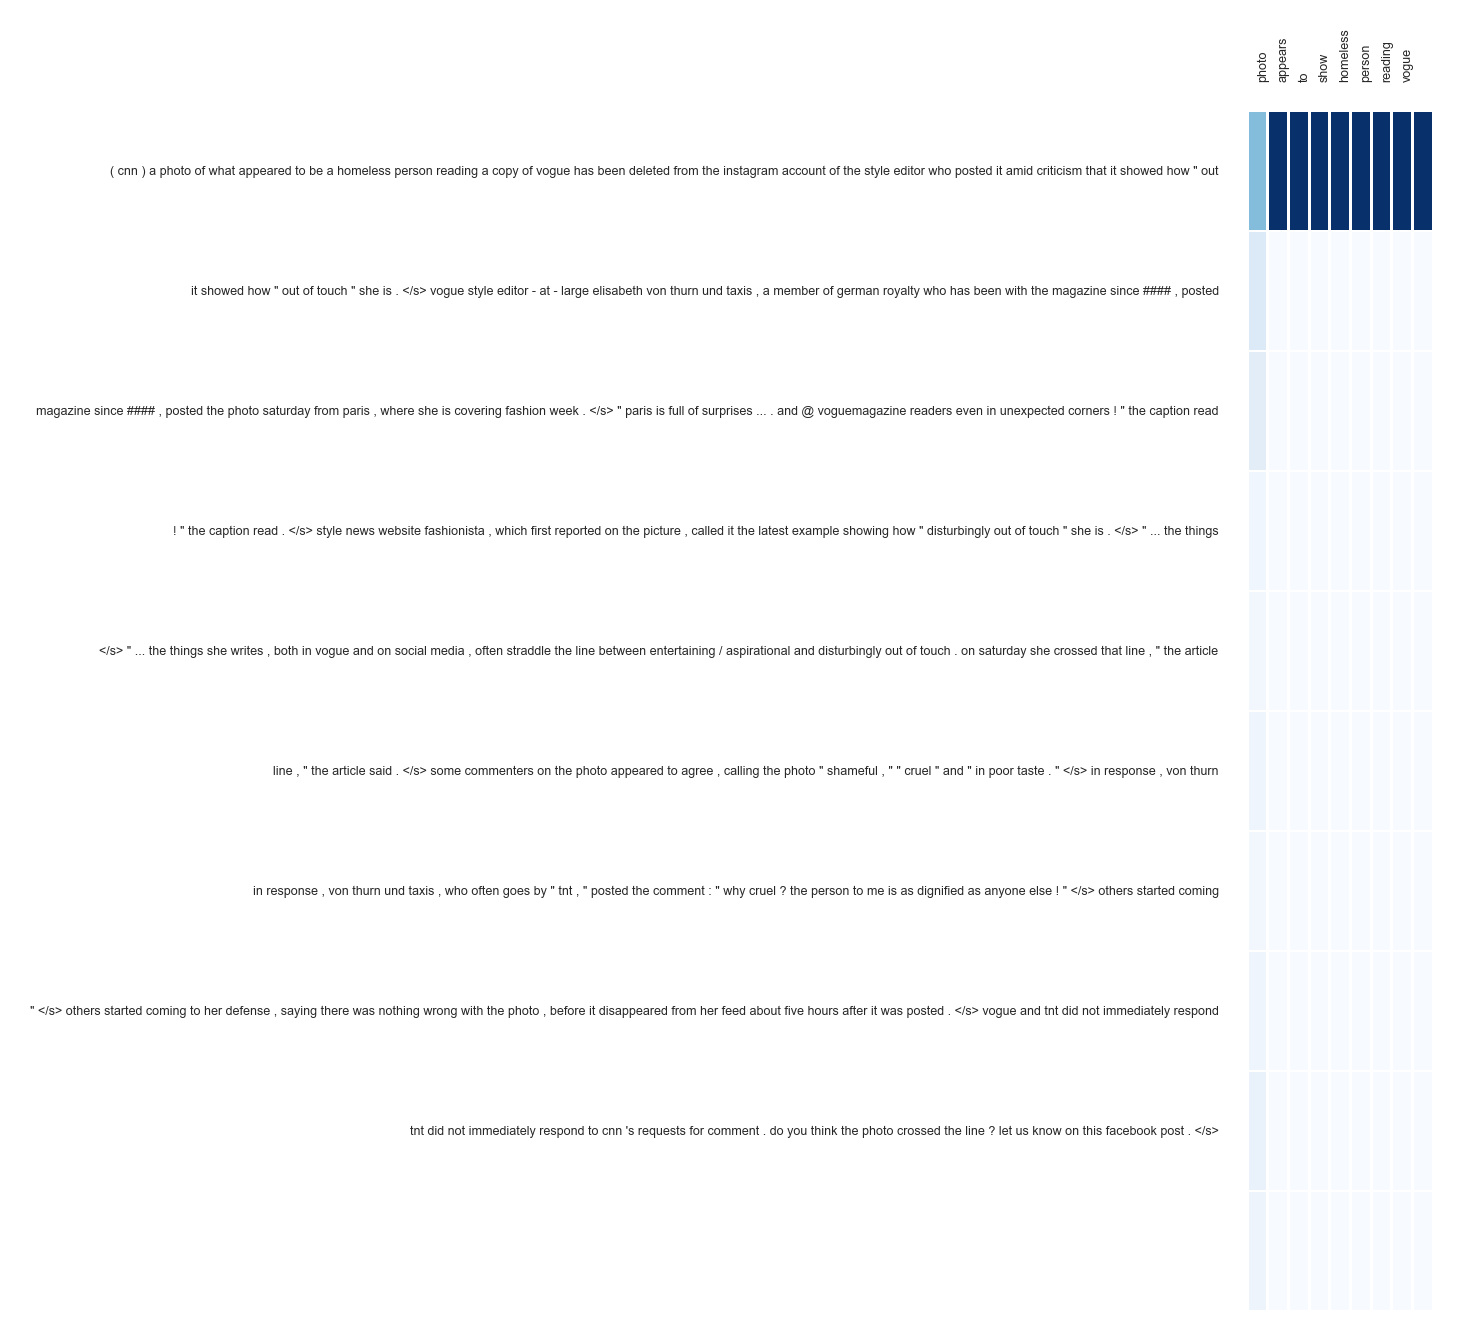 photo
appears
to
show
homeless
person
reading
vogue
( cnn ) a photo of what appeared to be a homeless person reading a copy of vogue has been deleted from the instagram account of the style editor who posted it amid criticism that it showed how " out
it showed how " out of touch " she is . </s> vogue style editor - at - large elisabeth von thurn und taxis , a member of german royalty who has been with the magazine since #### , posted
magazine since #### , posted the photo saturday from paris , where she is covering fashion week . </s> " paris is full of surprises ... . and @ voguemagazine readers even in unexpected corners ! " the caption read
! " the caption read . </s> style news website fashionista , which first reported on the picture , called it the latest example showing how " disturbingly out of touch " she is . </s> " ... the things
</s> " ... the things she writes , both in vogue and on social media , often straddle the line between entertaining / aspirational and disturbingly out of touch . on saturday she crossed that line , " the article
line , " the article said . </s> some commenters on the photo appeared to agree , calling the photo " shameful , " " cruel " and " in poor taste . " </s> in response , von thurn
in response , von thurn und taxis , who often goes by " tnt , " posted the comment : " why cruel ? the person to me is as dignified as anyone else ! " </s> others started coming
" </s> others started coming to her defense , saying there was nothing wrong with the photo , before it disappeared from her feed about five hours after it was posted . </s> vogue and tnt did not immediately respond
tnt did not immediately respond to cnn 's requests for comment . do you think the photo crossed the line ? let us know on this facebook post . </s>